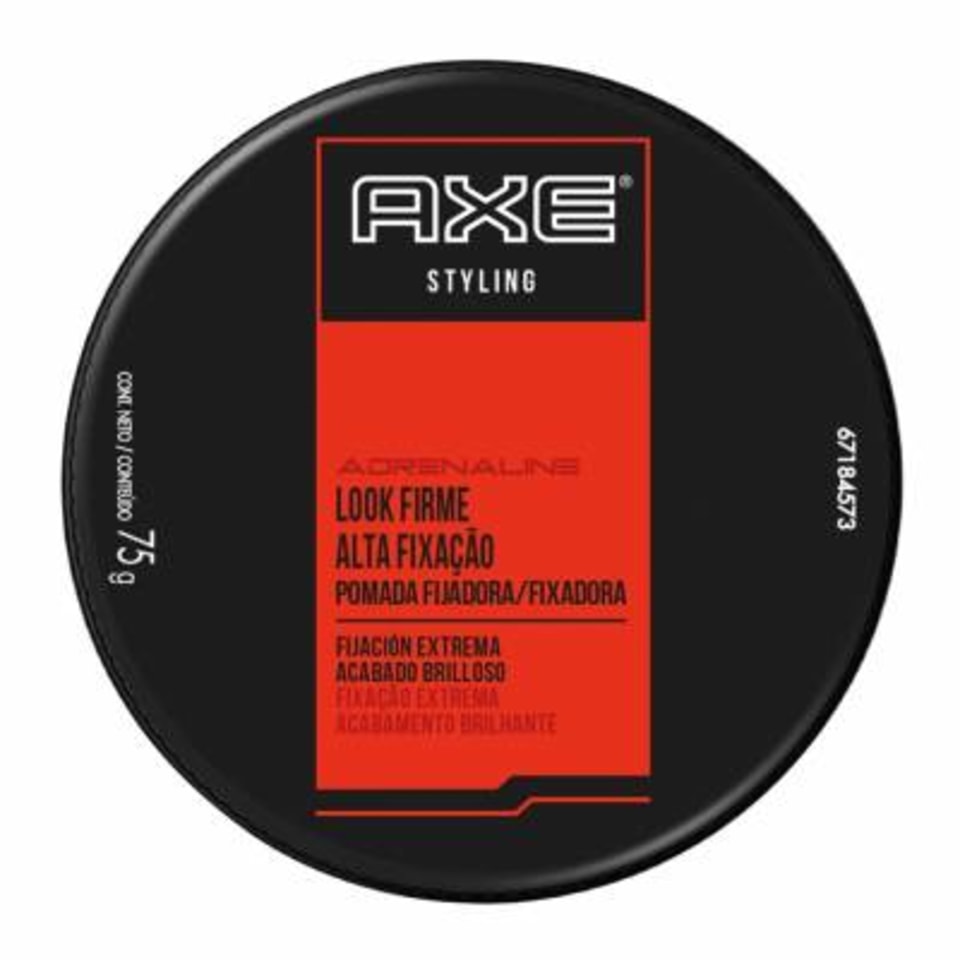 AXE®
STYLING
ADRENALINE
LOOK FIRME
ALTA FIXAÇÃO
POMADA FIJADORA/FIXADORA
FIJACIÓN EXTREMA
ACABADO BRILLOSO
FIXAÇÃO EXTREMA
ACABAMENTO BRILHANTE
CONT. NETO / CONTEÚDO 75 g
67184573